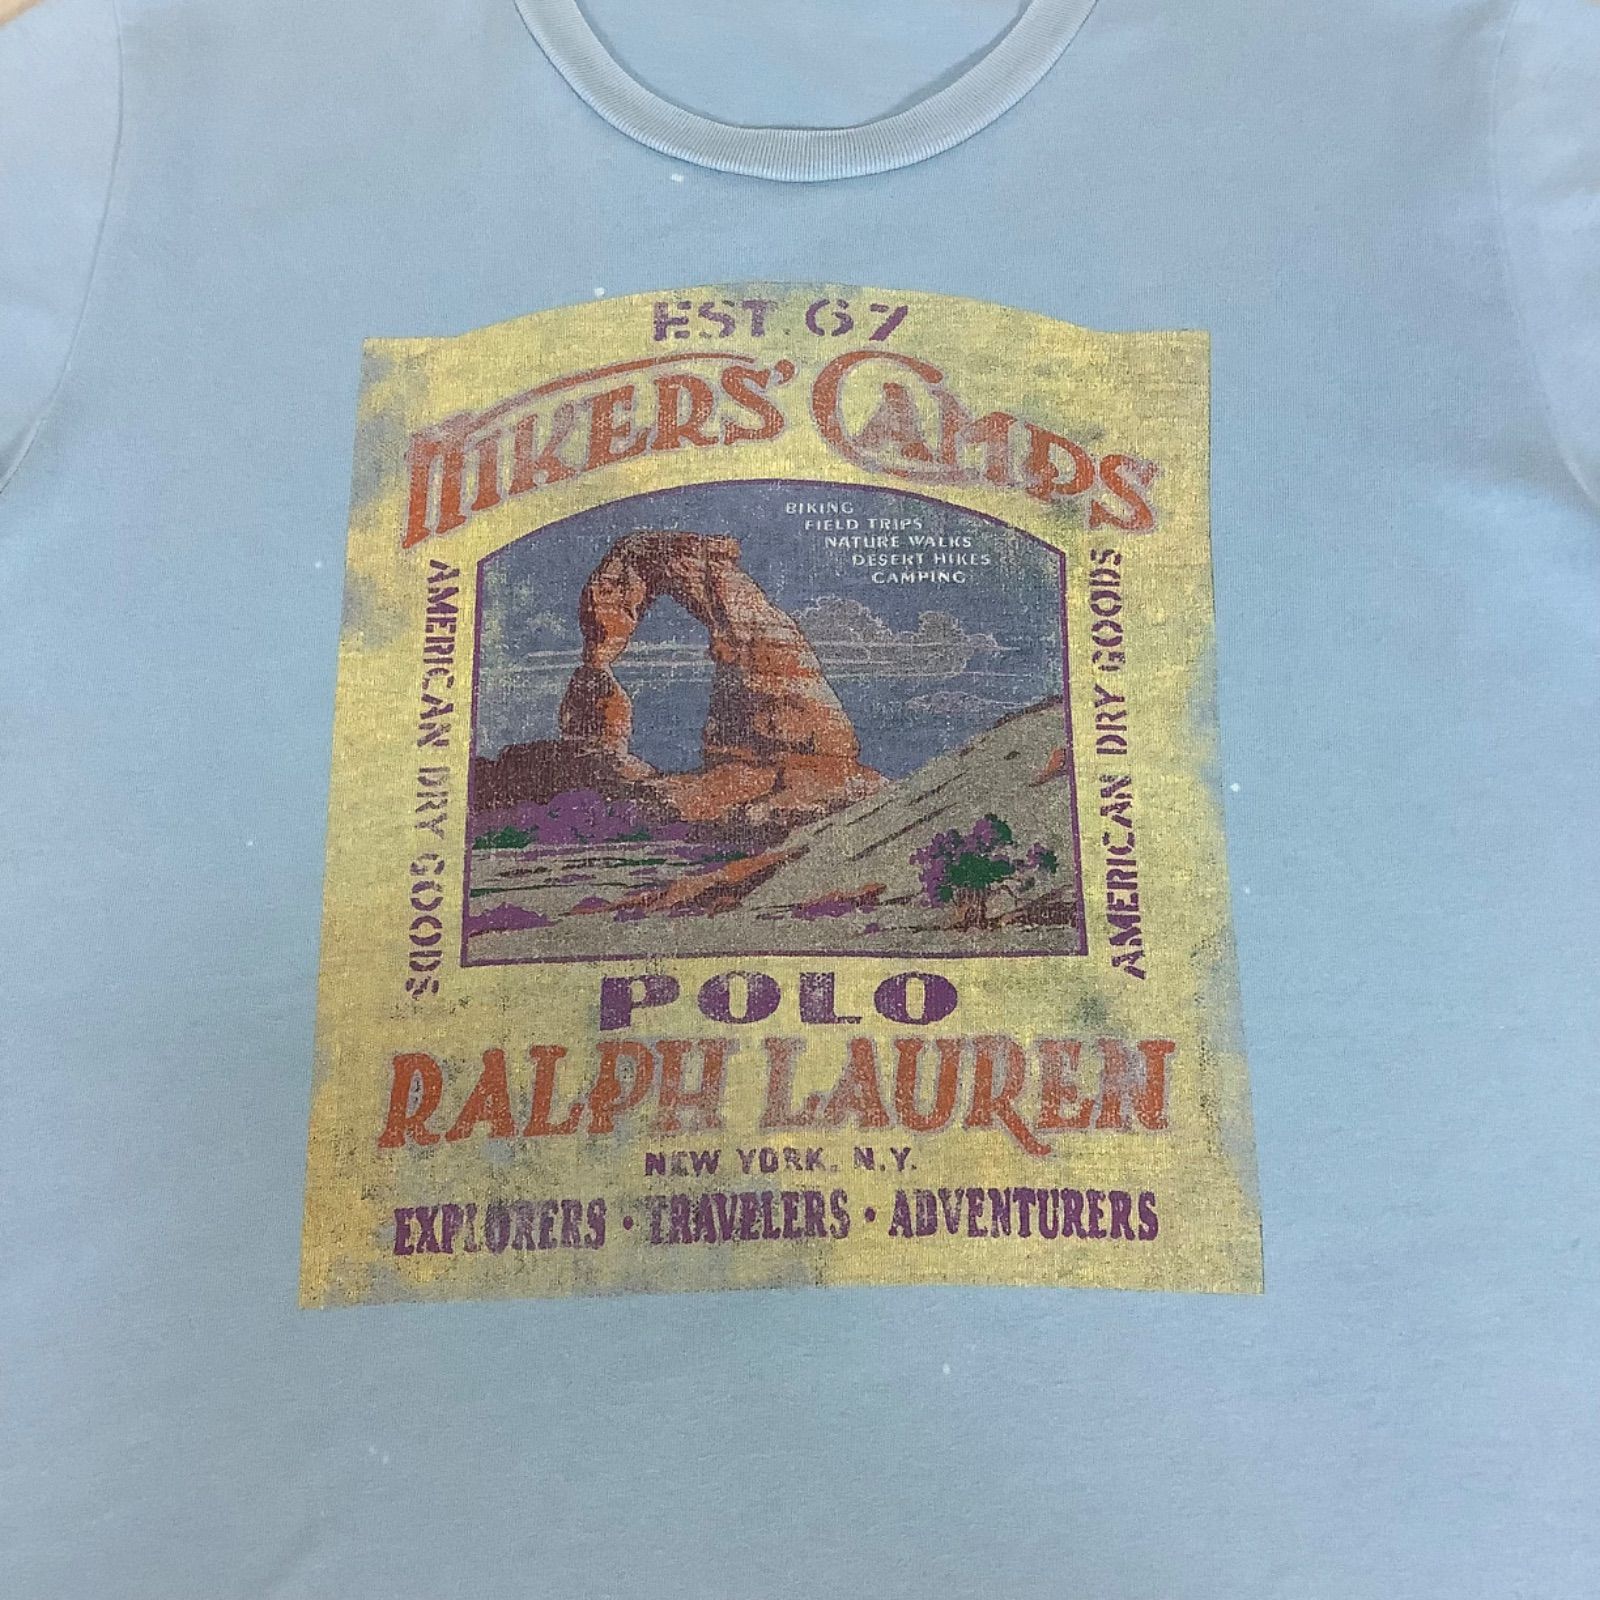 EST. 67
HIKERS' CAMPS
BIKING
FIELD TRIPS
NATURE WALKS
DESERT HIKES
CAMPING
AMERICAN DRY GOODS
AMERICAN DRY GOODS
POLO
RALPH LAUREN
NEW YORK. N.Y.
EXPLORERS • TRAVELERS • ADVENTURERS